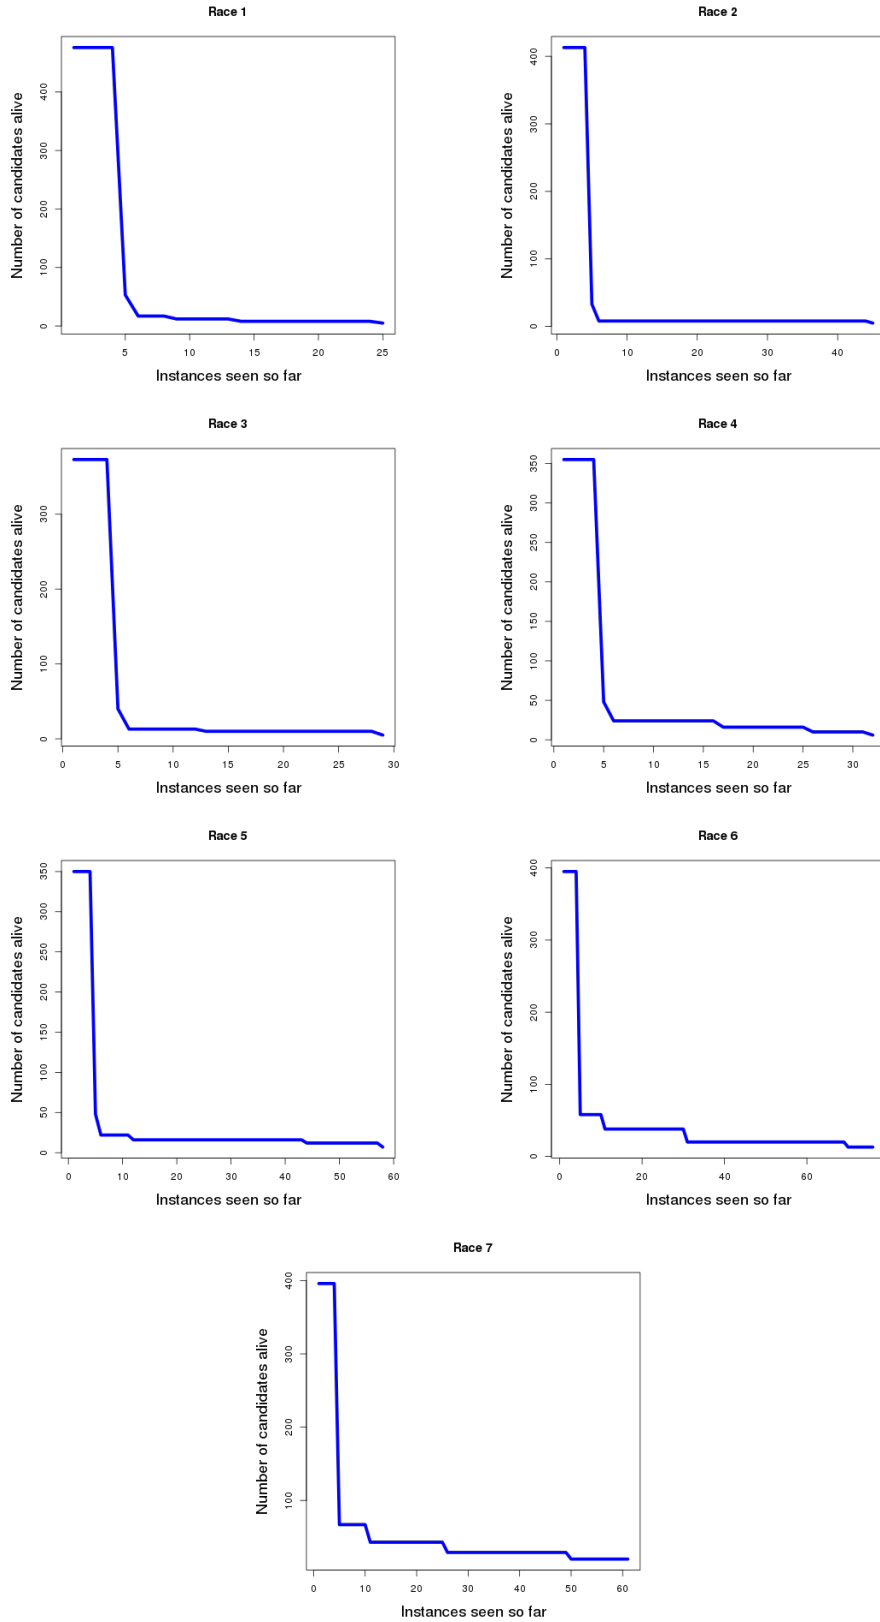 Race 1
Number of candidates alive
0 100 200 300 400
5 10 15 20 25
Instances seen so far
Race 2
Number of candidates alive
0 100 200 300 400
0 10 20 30 40
Instances seen so far
Race 3
Number of candidates alive
0 100 200 300
0 5 10 15 20 25 30
Instances seen so far
Race 4
Number of candidates alive
0 50 100 150 200 250 300 350
0 5 10 15 20 25 30
Instances seen so far
Race 5
Number of candidates alive
0 50 100 150 200 250 300 350
0 10 20 30 40 50 60
Instances seen so far
Race 6
Number of candidates alive
0 100 200 300 400
0 20 40 60
Instances seen so far
Race 7
Number of candidates alive
100 200 300 400
0 10 20 30 40 50 60
Instances seen so far